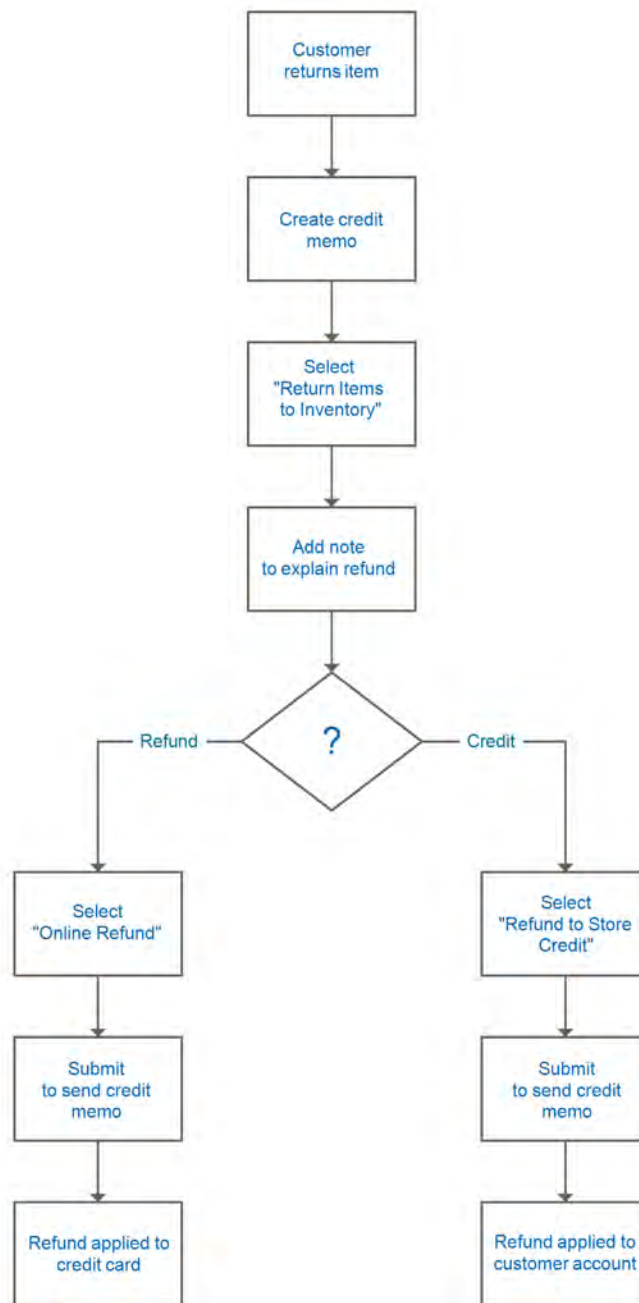 Customer
returns item
Create credit
memo
Select
"Return Items
to Inventory"
Add note
to explain refund
?
Refund
Credit
Select
"Online Refund"
Select
"Refund to Store
Credit"
Submit
to send credit
memo
Submit
to send credit
memo
Refund applied to
credit card
Refund applied to
customer account